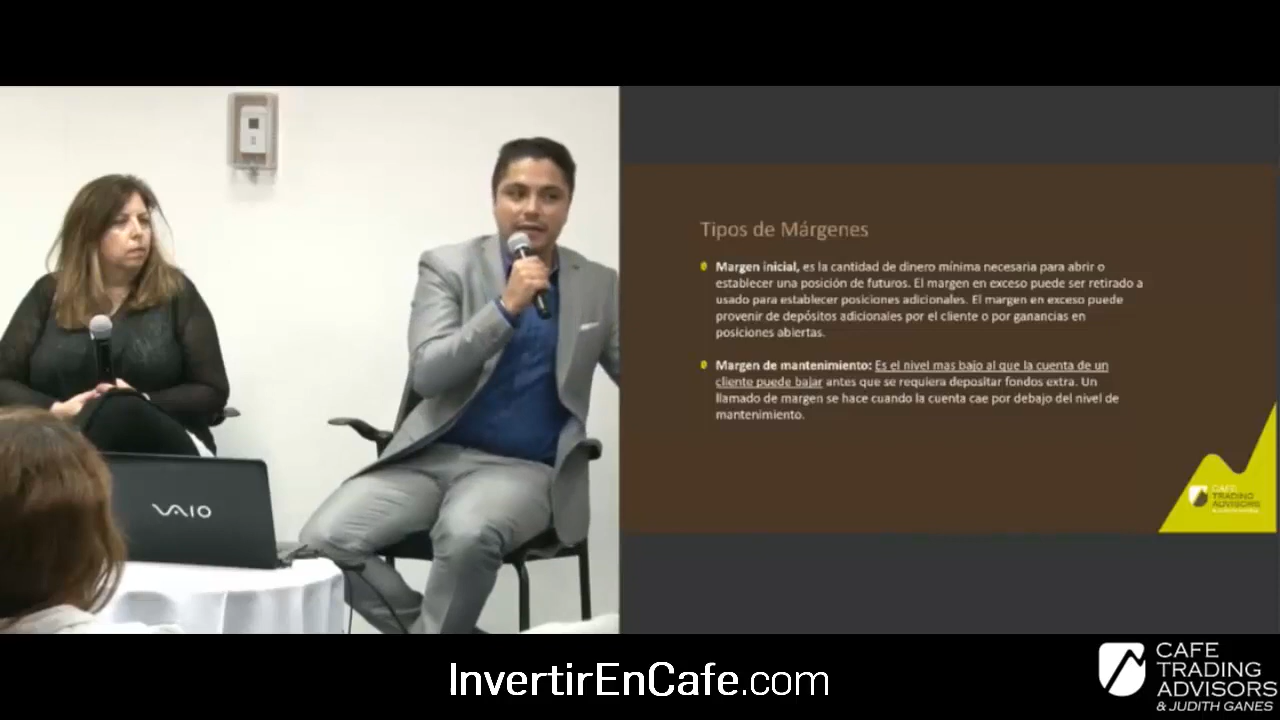 Tipos de Márgenes
Margen inicial, es la cantidad de dinero mínima necesaria para abrir o
establecer una posición de futuros. El margen en exceso puede ser retirado a
usado para establecer posiciones adicionales. El margen en exceso puede
provenir de depósitos adicionales por el cliente o por ganancias en
posiciones abiertas.
Margen de mantenimiento: Es el nivel mas bajo al que la cuenta de un
cliente puede bajar antes que se requiera depositar fondos extra. Un
llamado de margen se hace cuando la cuenta cae por debajo del nivel de
mantenimiento.
CAFE
TRADING
ADVISORS
& JUDITH GANES
VAIO
InvertirEnCafe.com
CAFE
TRADING
ADVISORS
& JUDITH GANES